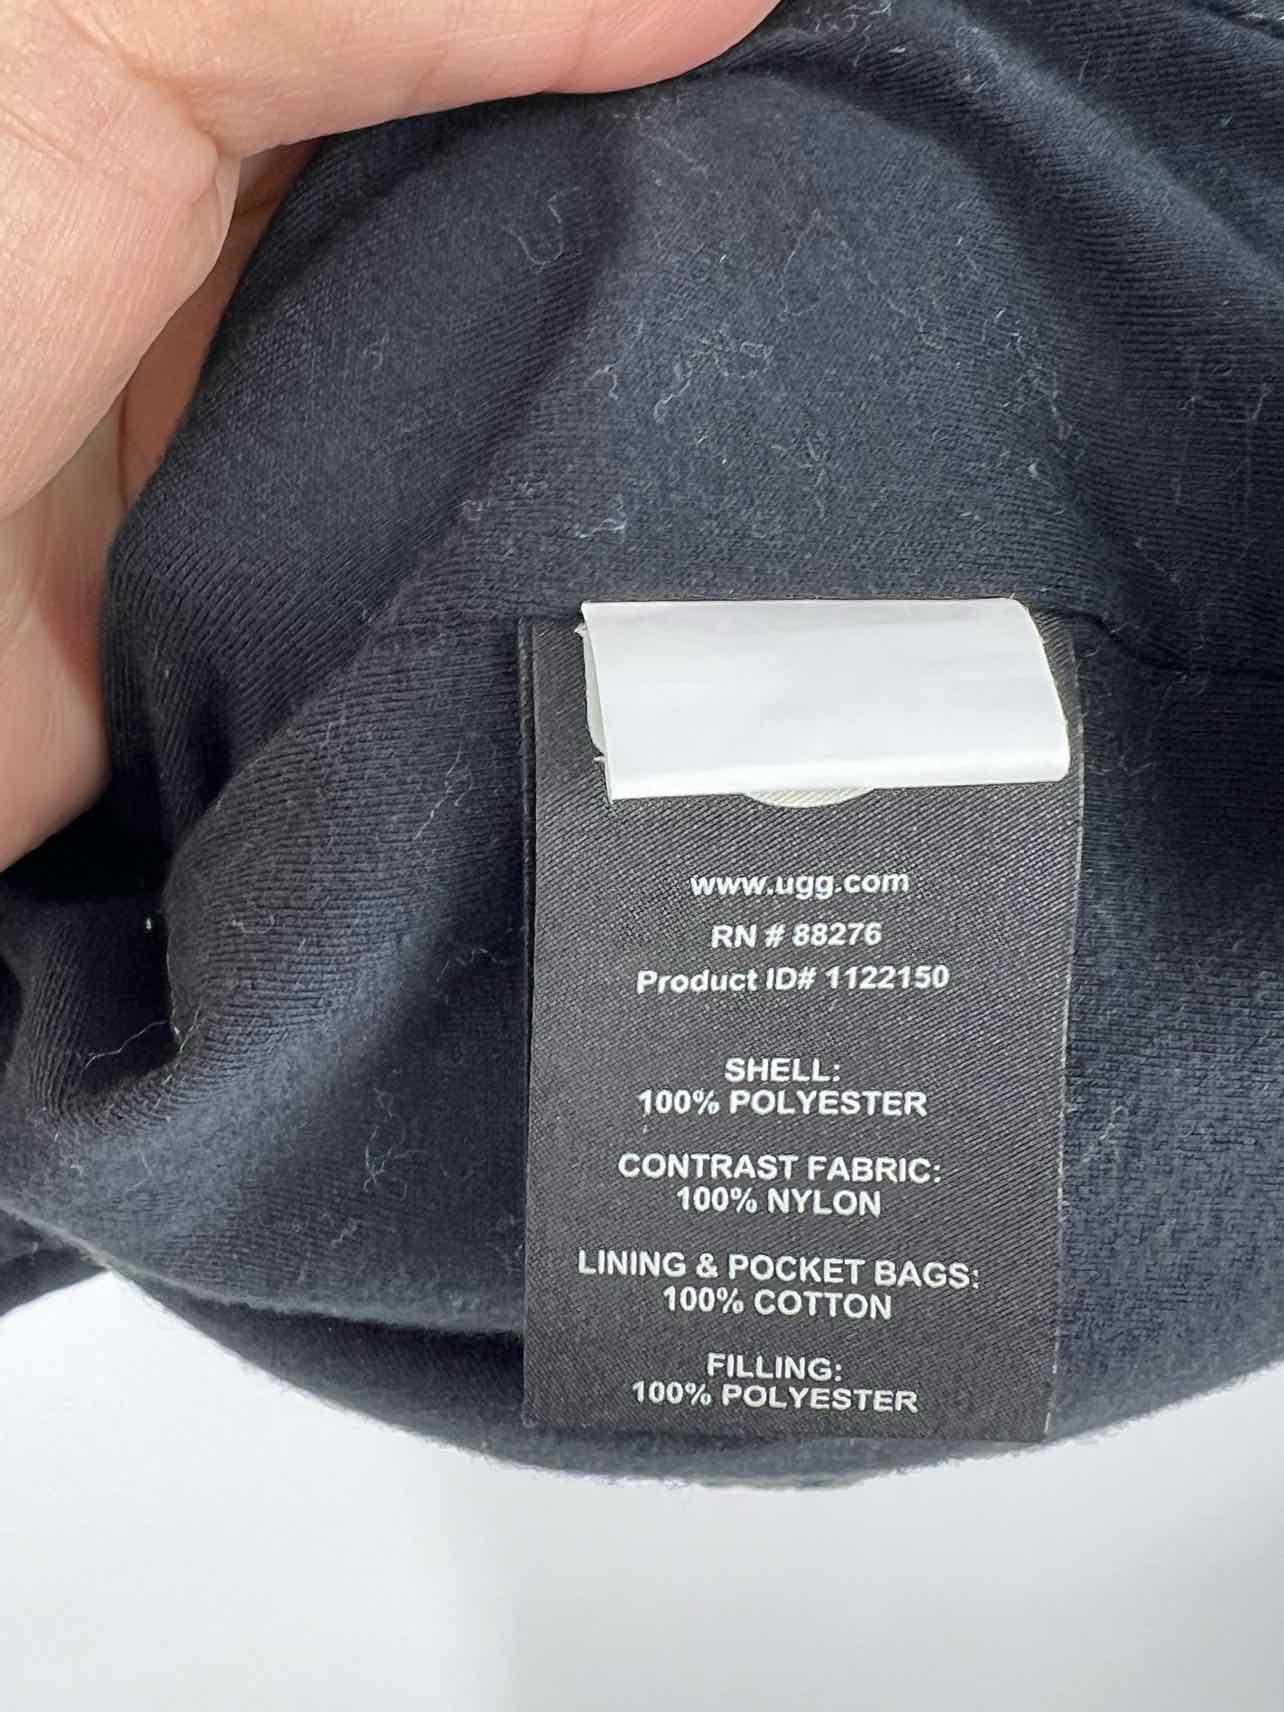 www.ugg.com
RN # 88276
Product ID# 1122150
SHELL:
100% POLYESTER
CONTRAST FABRIC:
100% NYLON
LINING & POCKET BAGS:
100% COTTON
FILLING:
100% POLYESTER